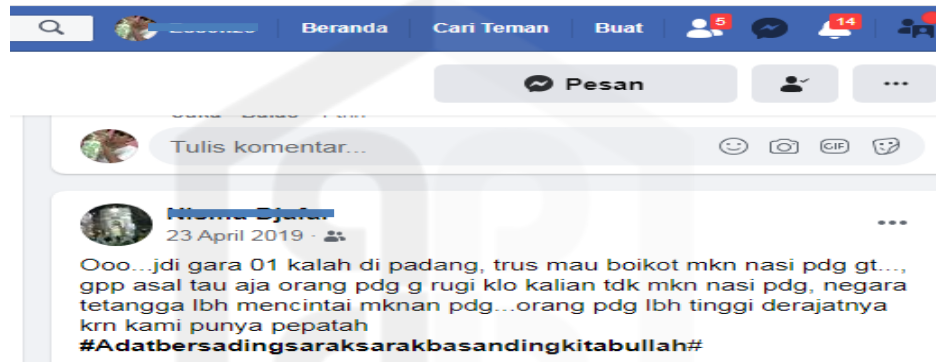 Beranda Cari Teman Buat 5 14
Pesan
Tulis komentar... GIF
23 April 2019 ·
Ooo...jdi gara 01 kalah di padang, trus mau boikot mkn nasi pdg gt...,
gpp asal tau aja orang pdg g rugi klo kalian tdk mkn nasi pdg, negara
tetangga lbh mencintai mknan pdg...orang pdg lbh tinggi derajatnya
krn kami punya pepatah
#Adatbersadingsaraksarakbasandingkitabullah#